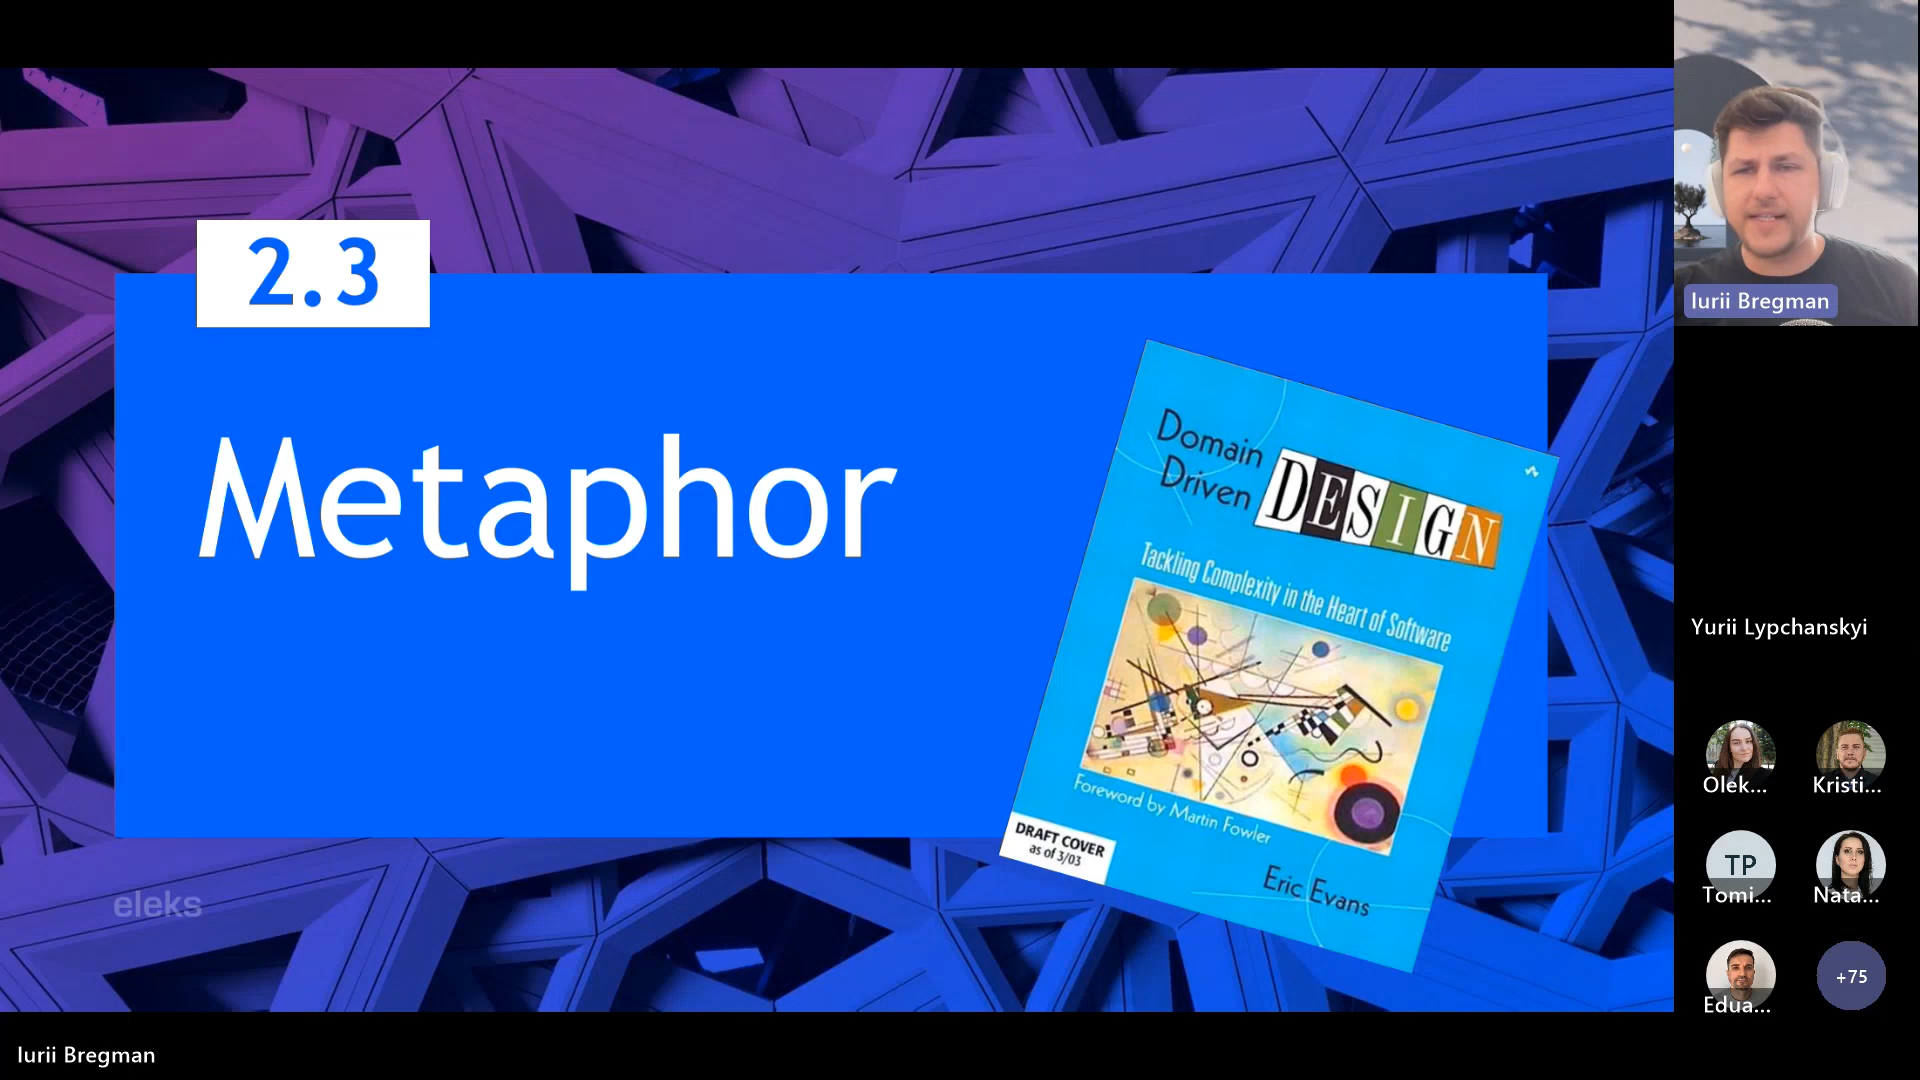 2.3
Metaphor
Domain
Driven
DESIGN
Tackling Complexity in the Heart of Software
Foreword by Martin Fowler
DRAFT COVER
as of 3/03
Eric Evans
eleks
Iurii Bregman
Iurii Bregman
Yurii Lypchanskyi
Olek...
Kristi...
TP
Tomi...
Nata...
Edua...
+75